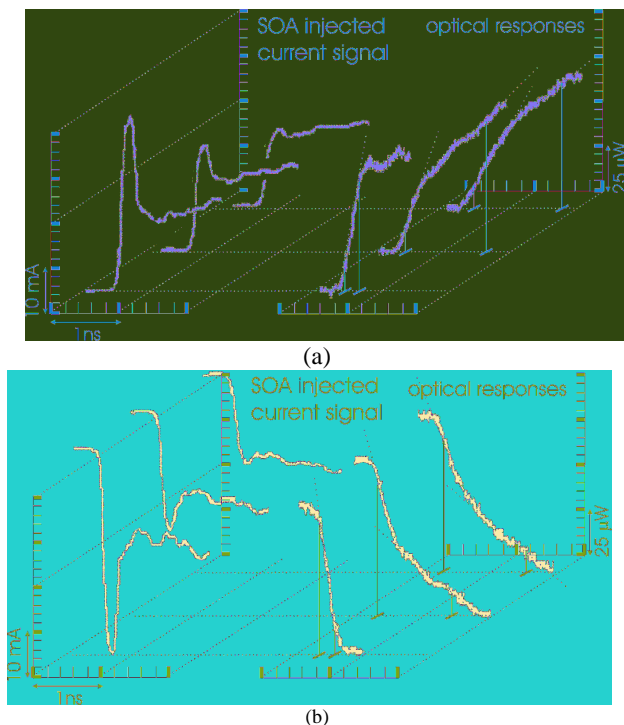 SOA injected
current signal
optical responses
25 µW
10 mA
1ns
(a)
SOA injected
current signal
optical responses
25 µW
10 mA
1ns
(b)